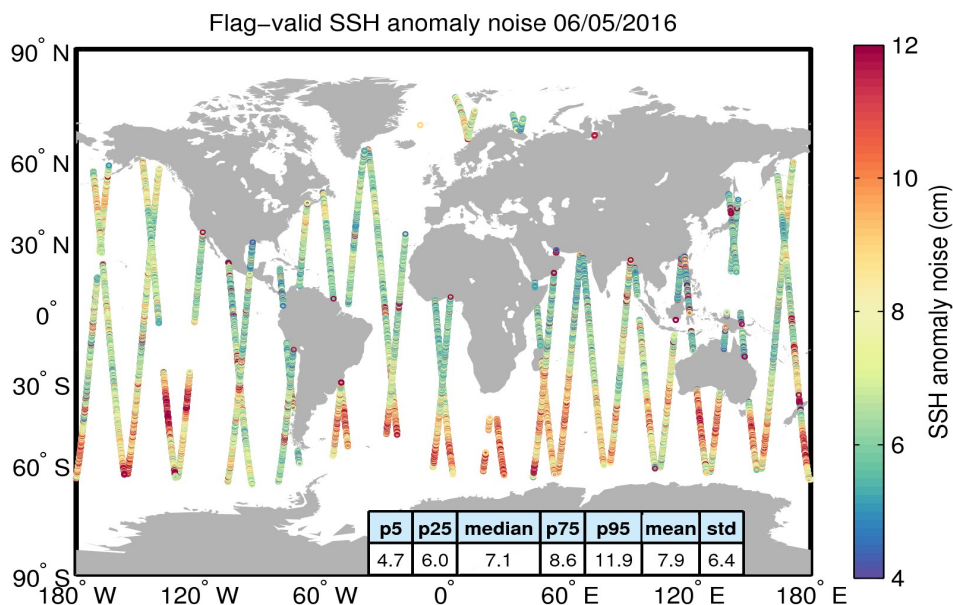 Flag−valid SSH anomaly noise 06/05/2016
90° N
60° N
30° N
0°
30° S
60° S
90° S
180° W
120° W
60° W
0°
60° E
120° E
180° E
12
10
8
6
4
SSH anomaly noise (cm)
p5 p25 median p75 p95 mean std
4.7 6.0 7.1 8.6 11.9 7.9 6.4